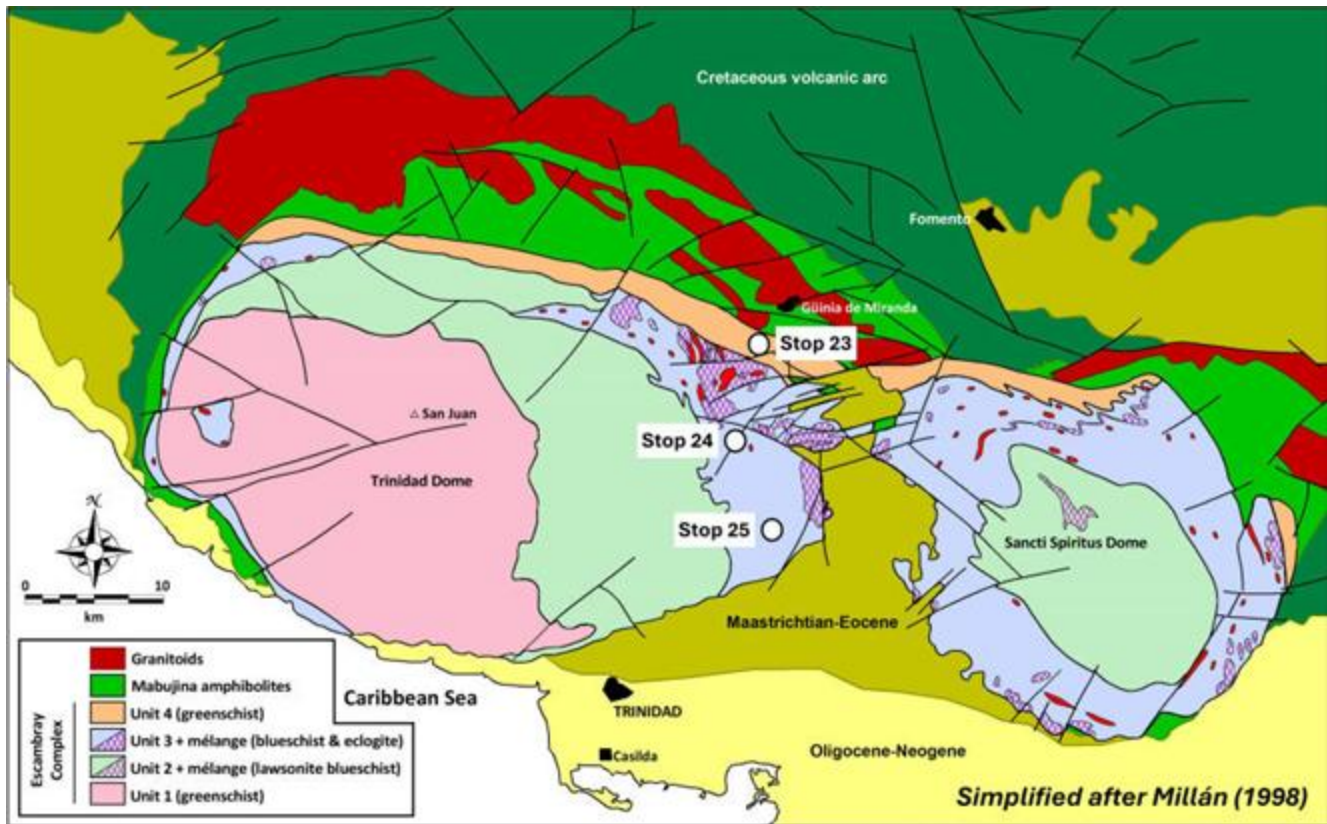 Cretaceous volcanic arc
Fomento
Güinia de Miranda
Stop 23
△ San Juan
Stop 24
Trinidad Dome
Stop 25
Sancti Spiritus Dome
N
0 10
km
Maastrichtian-Eocene
Escambray
Complex
Granitoids
Mabujina amphibolites
Unit 4 (greenschist)
Unit 3 + mélange (blueschist & eclogite)
Unit 2 + mélange (lawsonite blueschist)
Unit 1 (greenschist)
Caribbean Sea
TRINIDAD
Casilda
Oligocene-Neogene
Simplified after Millán (1998)